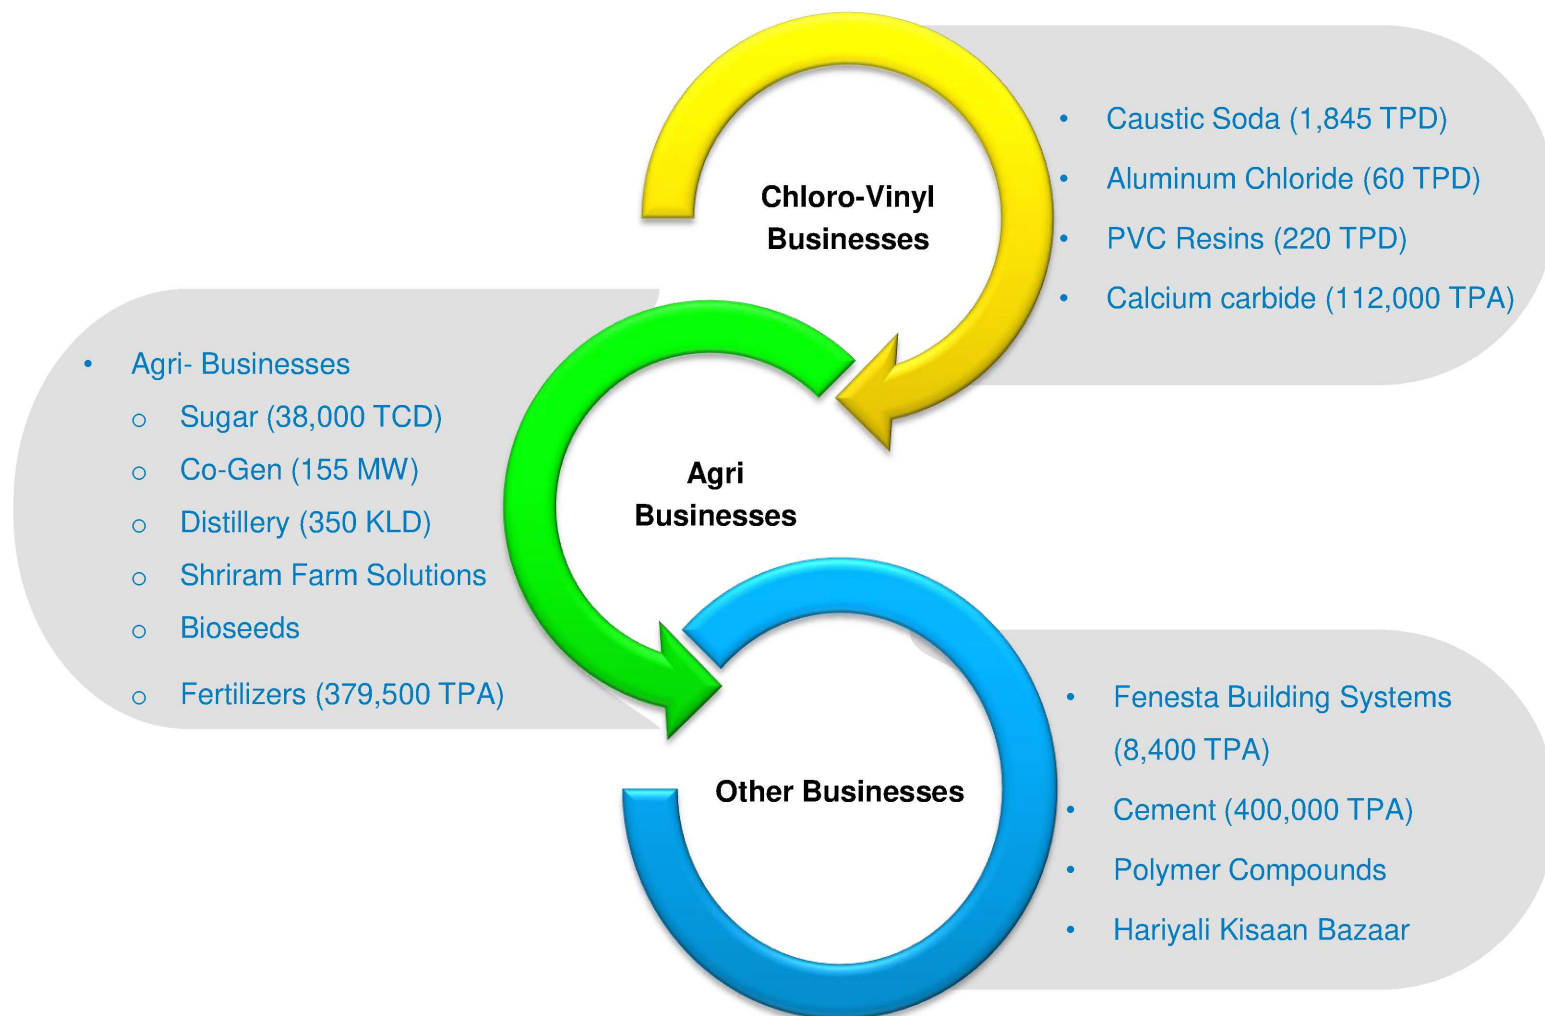 Chloro-Vinyl
Businesses
• Caustic Soda (1,845 TPD)
• Aluminum Chloride (60 TPD)
• PVC Resins (220 TPD)
• Calcium carbide (112,000 TPA)
• Agri- Businesses
o Sugar (38,000 TCD)
o Co-Gen (155 MW)
o Distillery (350 KLD)
o Shriram Farm Solutions
o Bioseeds
o Fertilizers (379,500 TPA)
Agri
Businesses
Other Businesses
• Fenesta Building Systems
(8,400 TPA)
• Cement (400,000 TPA)
• Polymer Compounds
• Hariyali Kisaan Bazaar